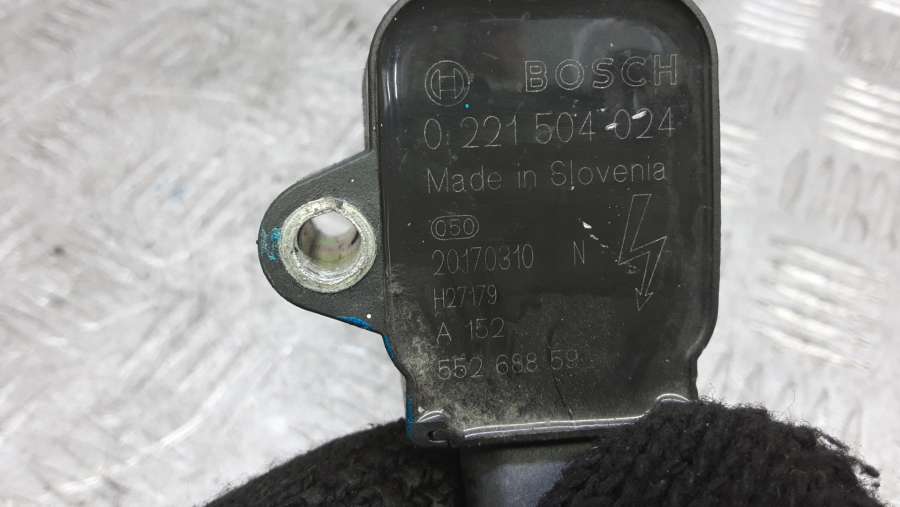 BOSCH
0 221 504 024
Made in Slovenia
050
20170310 N
H27179
A 152
552 688 59